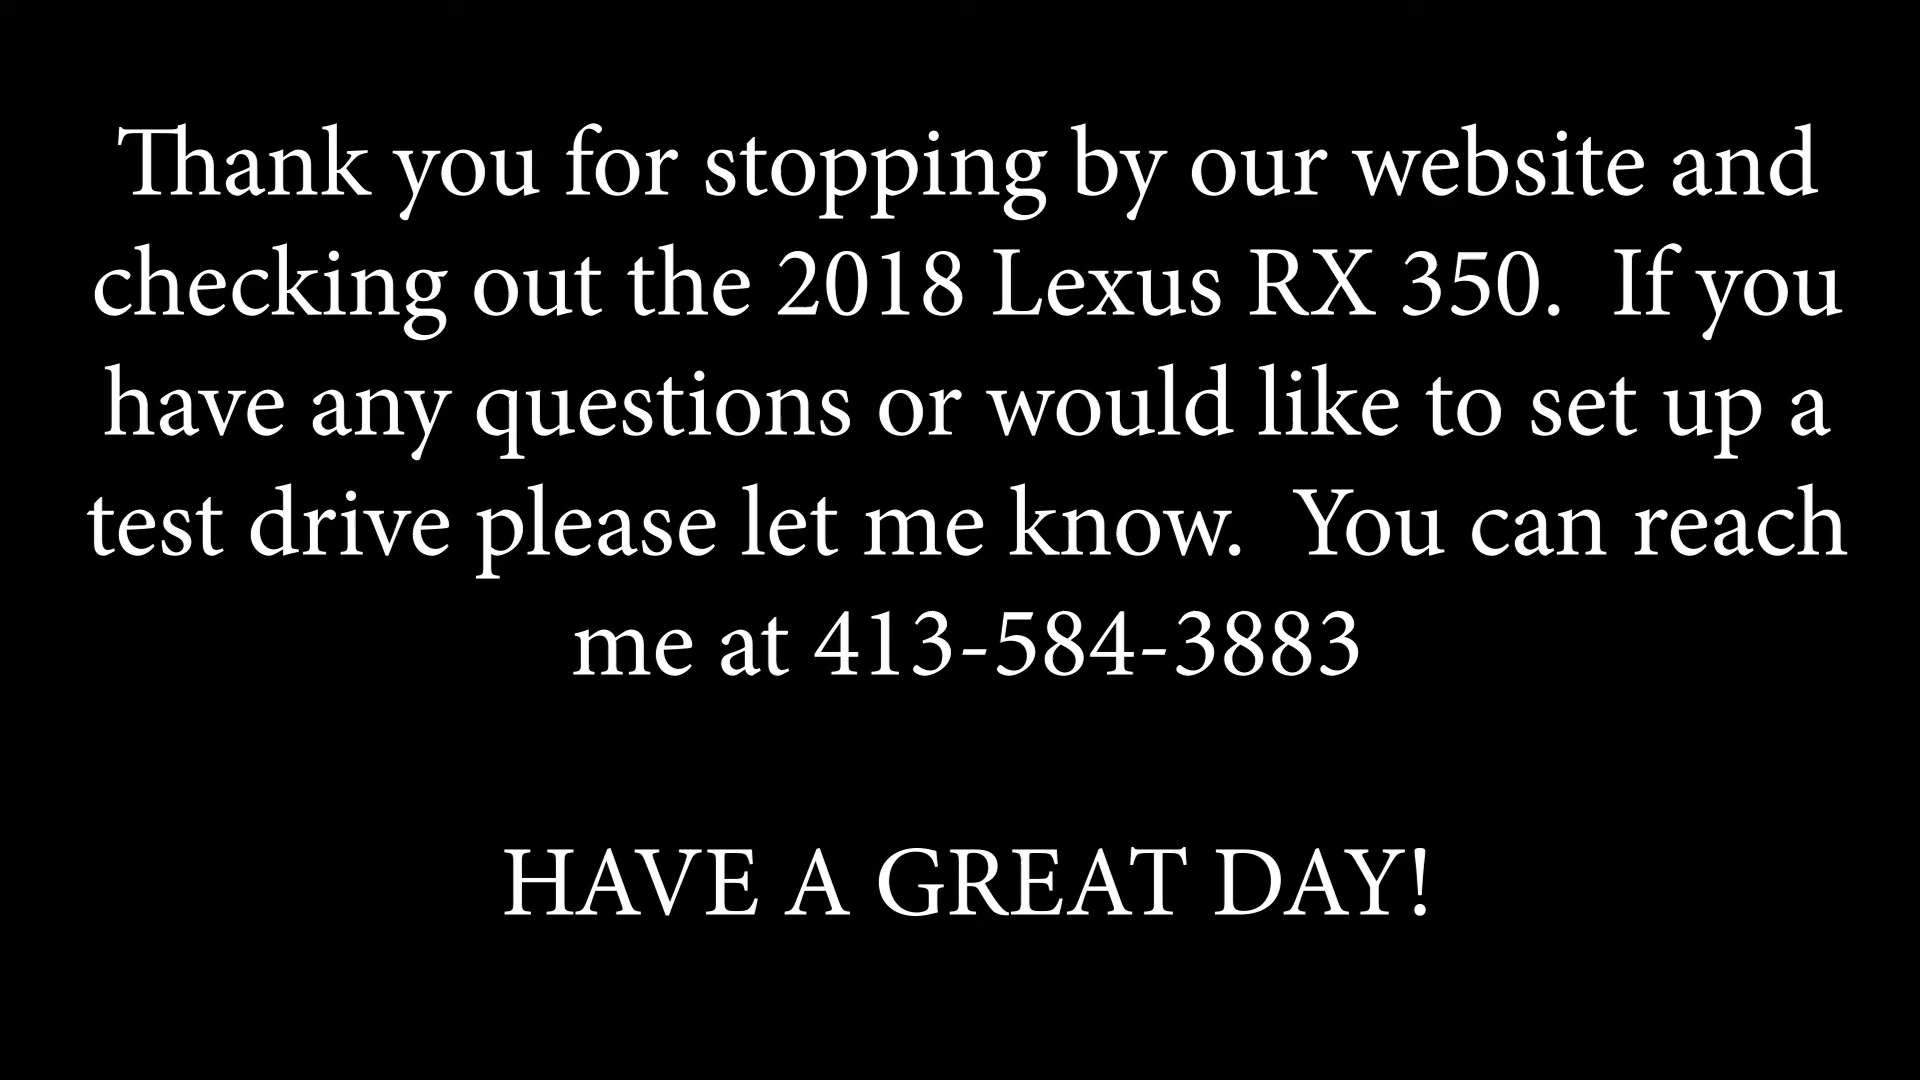 Thank you for stopping by our website and
checking out the 2018 Lexus RX 350.  If you
have any questions or would like to set up a
test drive please let me know.  You can reach
me at 413-584-3883
HAVE A GREAT DAY!